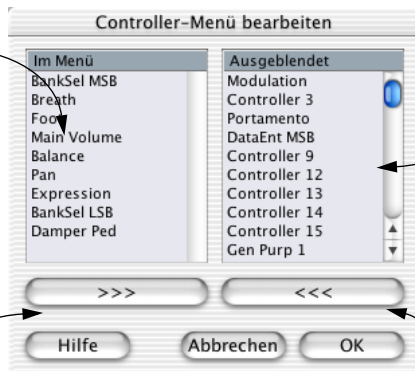 Controller-Menü bearbeiten
Im Menü
BankSel MSB
Breath
Foot
Main Volume
Balance
Pan
Expression
BankSel LSB
Damper Ped
Ausgeblendet
Modulation
Controller 3
Portamento
DataEnt MSB
Controller 9
Controller 12
Controller 13
Controller 14
Controller 15
Gen Purp 1
>>>
<<<
Hilfe
Abbrechen
OK